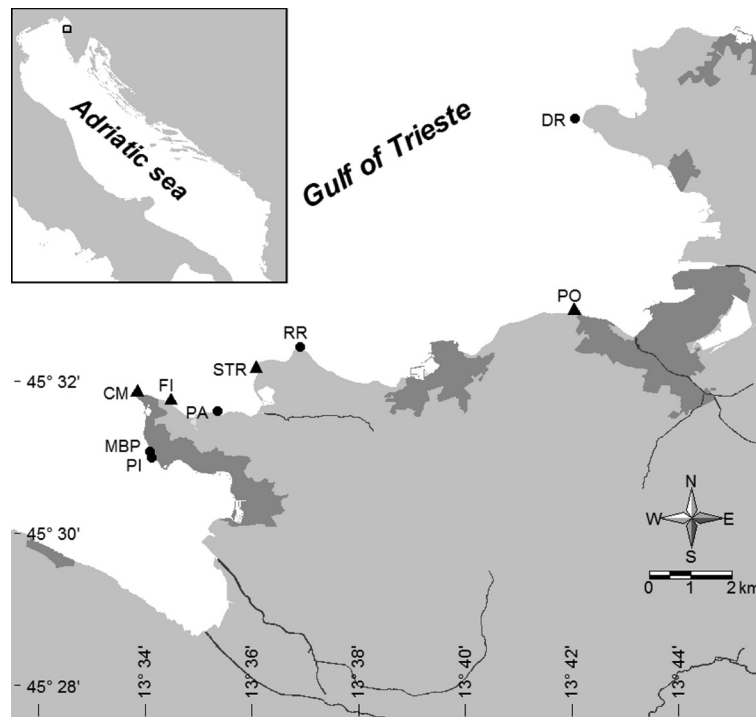 Adriatic sea
Gulf of Trieste
DR
PO
RR
STR
CM
FI
PA
MBP
PI
45° 32'
45° 30'
45° 28'
N
W
E
S
0 1 2 km
13° 34'
13° 36'
13° 38'
13° 40'
13° 42'
13° 44'